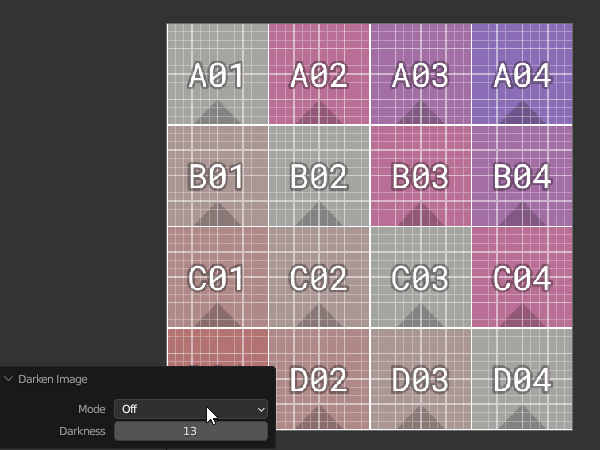 A01 A02 A03 A04
B01 B02 B03 B04
C01 C02 C03 C04
D02 D03 D04
Darken Image
Mode Off
Darkness 13